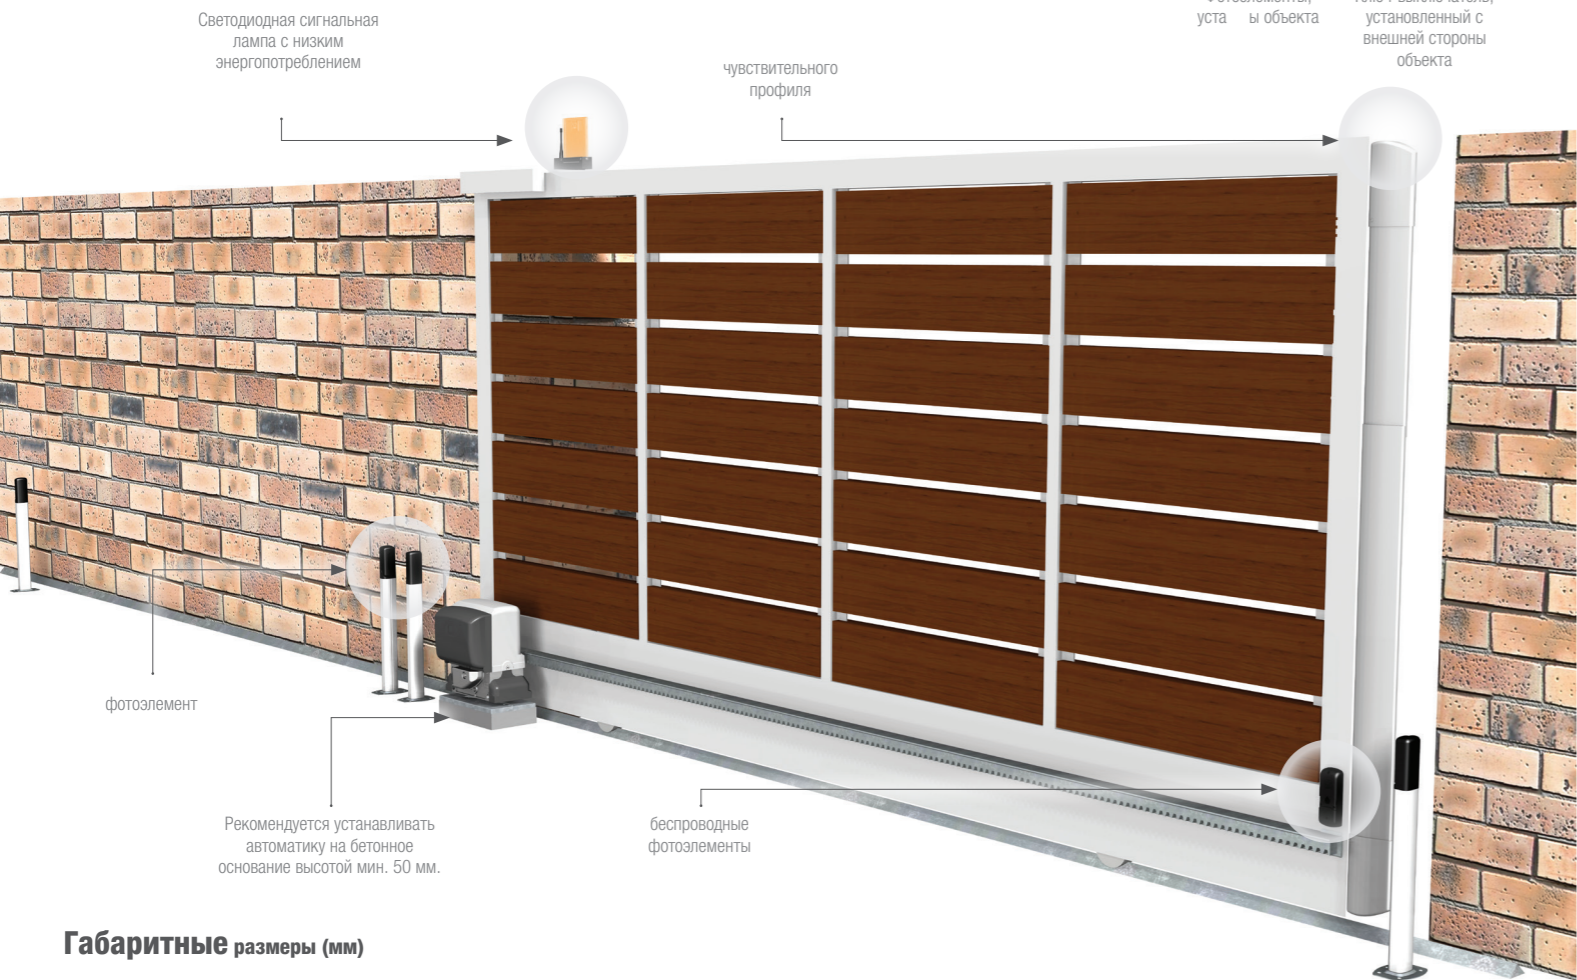 Светодиодная сигнальная
лампа с низким
энергопотреблением
уста ы объекта
установленный с
внешней стороны
объекта
чувствительного
профиля
фотоэлемент
Рекомендуется устанавливать
автоматику на бетонное
основание высотой мин. 50 мм.
беспроводные
фотоэлементы
Габаритные размеры (мм)